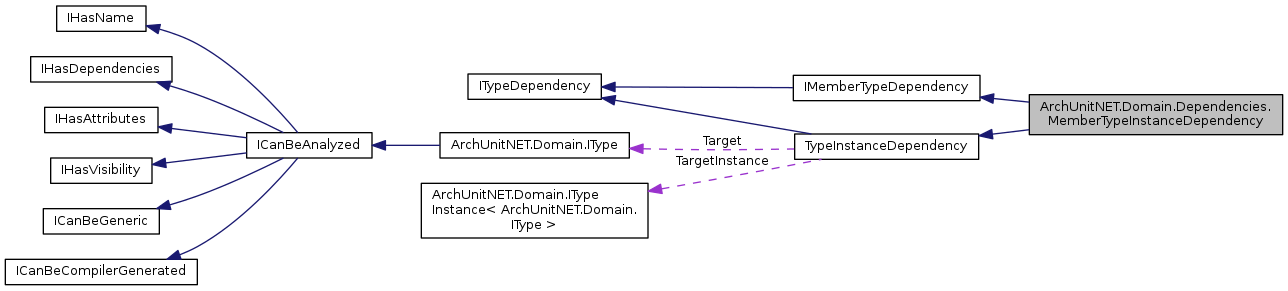 IHasName
IHasDependencies
IHasAttributes
IHasVisibility
ICanBeGeneric
ICanBeCompilerGenerated
ICanBeAnalyzed
ITypeDependency
ArchUnitNET.Domain.IType
ArchUnitNET.Domain.IType
Instance< ArchUnitNET.Domain.
IType >
Target
TargetInstance
IMemberTypeDependency
TypeInstanceDependency
ArchUnitNET.Domain.Dependencies.
MemberTypeInstanceDependency